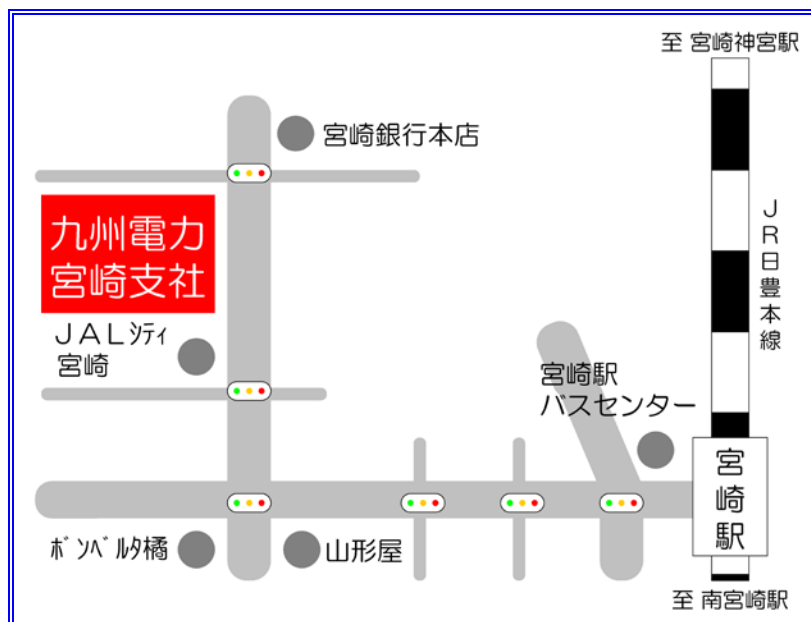 至 宮崎神宮駅
宮崎銀行本店
九州電力
宮崎支社
JR日豊本線
JALシティ
宮崎
宮崎駅
バスセンター
宮崎駅
ボンベルタ橘
山形屋
至 南宮崎駅